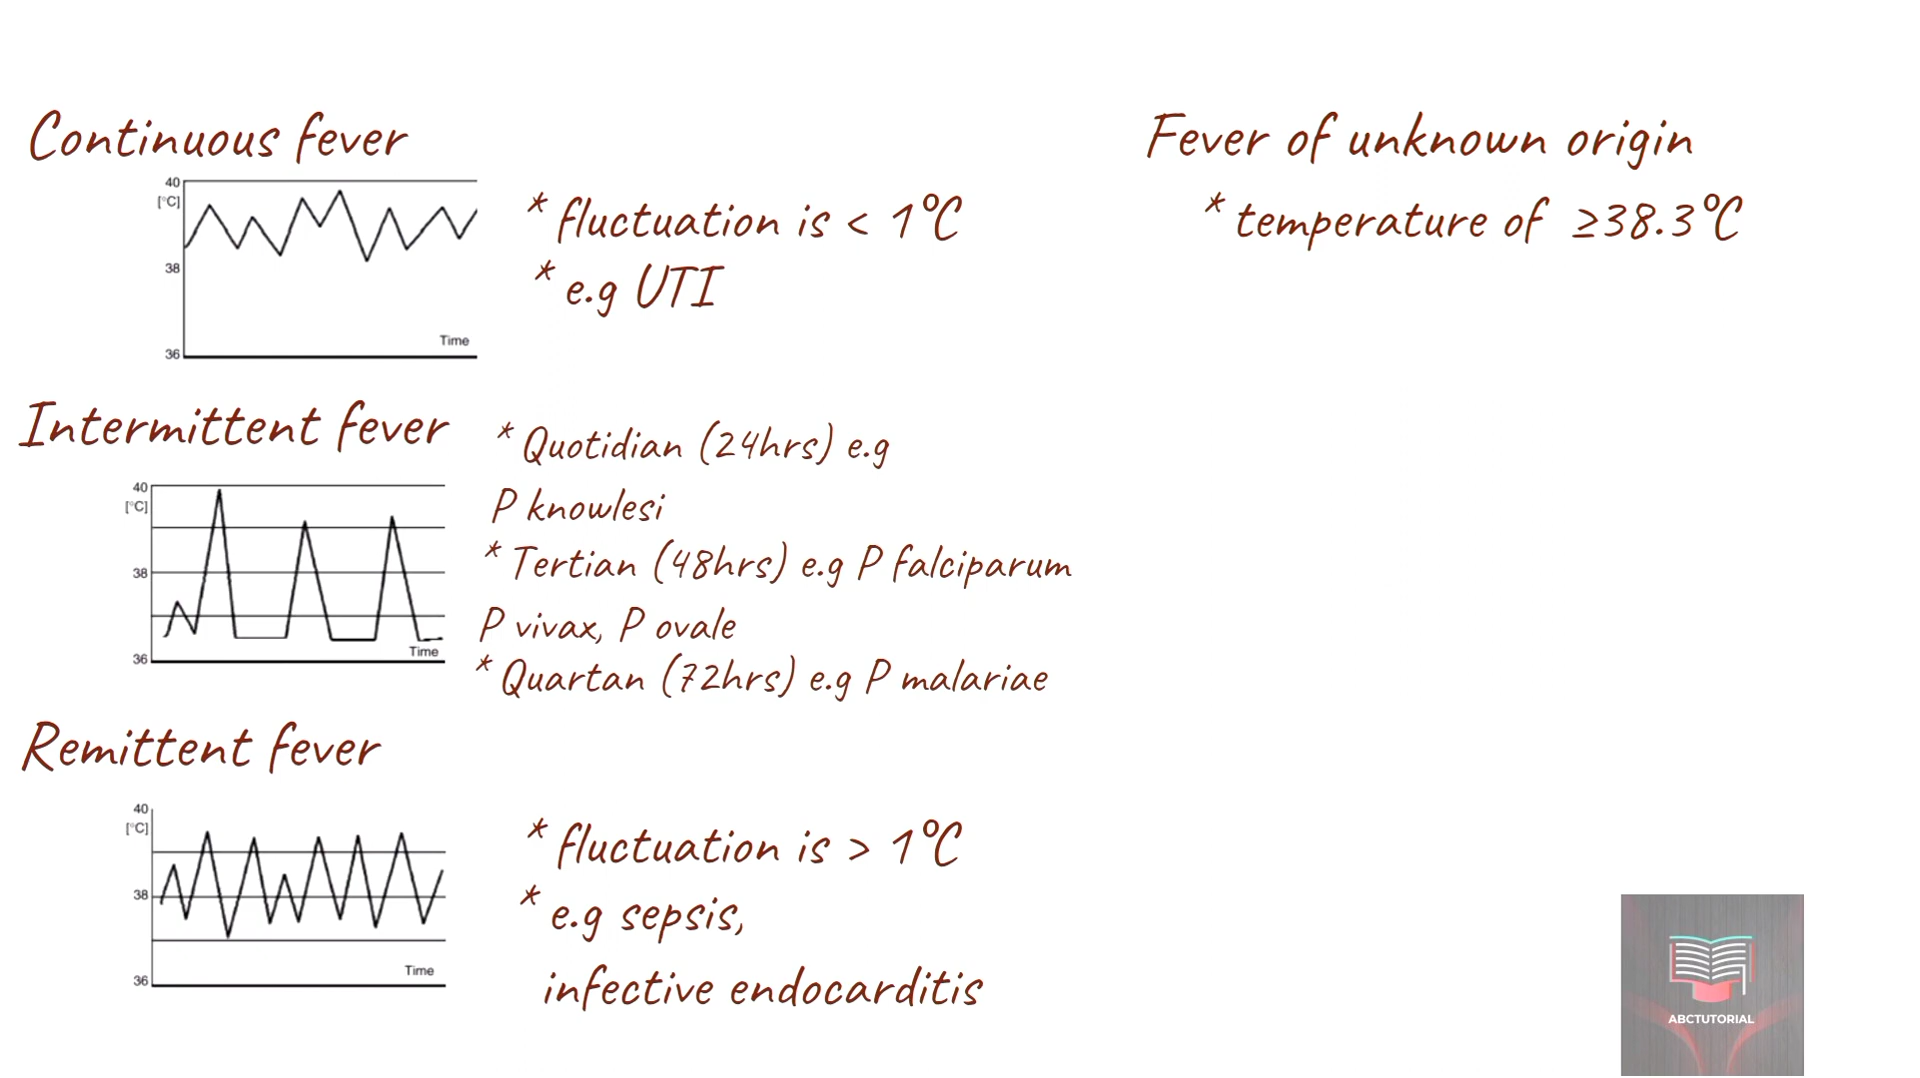 Continuous fever
40
[°C]
38
36
Time
* fluctuation is < 1°C
* e.g UTI
Intermittent fever
40
[°C]
38
36
Time
* Quotidian (24hrs) e.g
P knowlesi
* Tertian (48hrs) e.g P falciparum
P vivax, P ovale
* Quartan (72hrs) e.g P malariae
Remittent fever
40
[°C]
38
36
Time
* fluctuation is > 1°C
* e.g sepsis,
infective endocarditis
Fever of unknown origin
* temperature of ≥38.3°C
ABCTUTORIAL